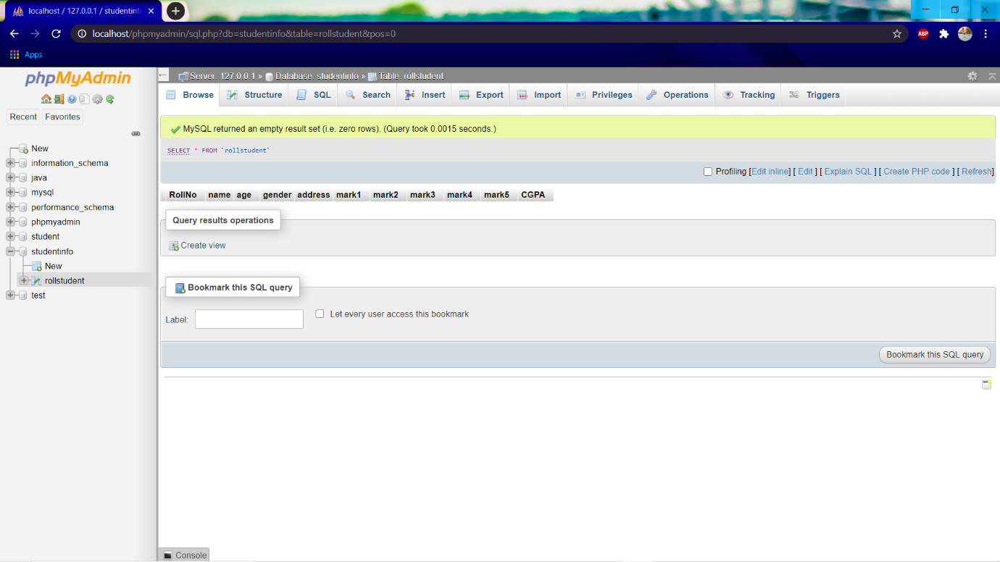 localhost / 127.0.0.1 / studentinfo
localhost/phpmyadmin/sql.php?db=studentinfo&table=rollstudent&pos=0
ABP
Apps
phpMyAdmin
Recent Favorites
New
information_schema
java
mysql
performance_schema
phpmyadmin
student
studentinfo
New
rollstudent
test
Server: 127.0.0.1 » Database: studentinfo » Table: rollstudent
Browse Structure SQL Search Insert Export Import Privileges Operations Tracking Triggers
MySQL returned an empty result set (i.e. zero rows). (Query took 0.0015 seconds.)
SELECT * FROM `rollstudent`
Profiling [Edit inline] [ Edit ] [ Explain SQL ] [ Create PHP code ] [ Refresh]
RollNo name age gender address mark1 mark2 mark3 mark4 mark5 CGPA
Query results operations
Create view
Bookmark this SQL query
Label: Let every user access this bookmark
Bookmark this SQL query
Console